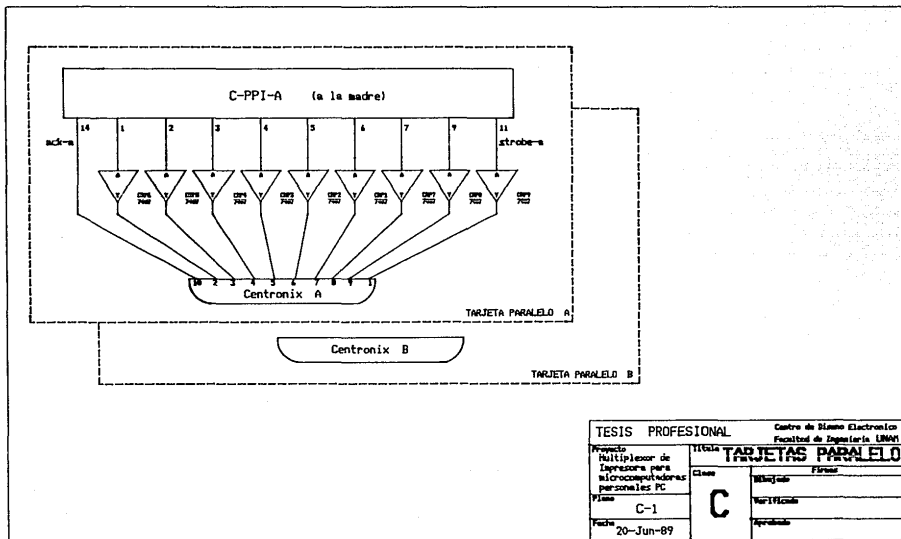 C-PPI-A (a la madre)
14 1 2 3 4 5 6 7 9 11
ack-a strobe-a
A A A A A A A A A
Y Y Y Y Y Y Y Y Y
10 2 3 4 5 6 7 8 9 1
Centronix A
TARJETA PARALELO A
Centronix B
TARJETA PARALELO B
TESIS PROFESIONAL
Centro de Diseno Electronico
Facultad de Ingenieria UNAM
Proyecto
Multiplexor de
Impresora para
microcomputadoras
personales PC
Titulo TARJETAS PARALELO
Clase
C
Firmas
Dibujado
Verificado
Aprobado
Plano
C-1
Fecha
20-Jun-89